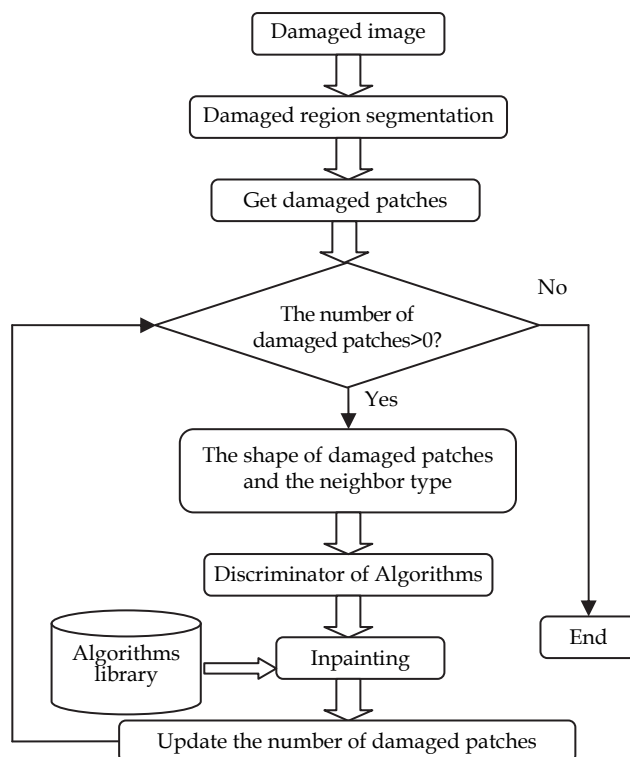 Damaged image
Damaged region segmentation
Get damaged patches
No
The number of
damaged patches>0?
Yes
The shape of damaged patches
and the neighbor type
Discriminator of Algorithms
Algorithms
library
Inpainting
End
Update the number of damaged patches